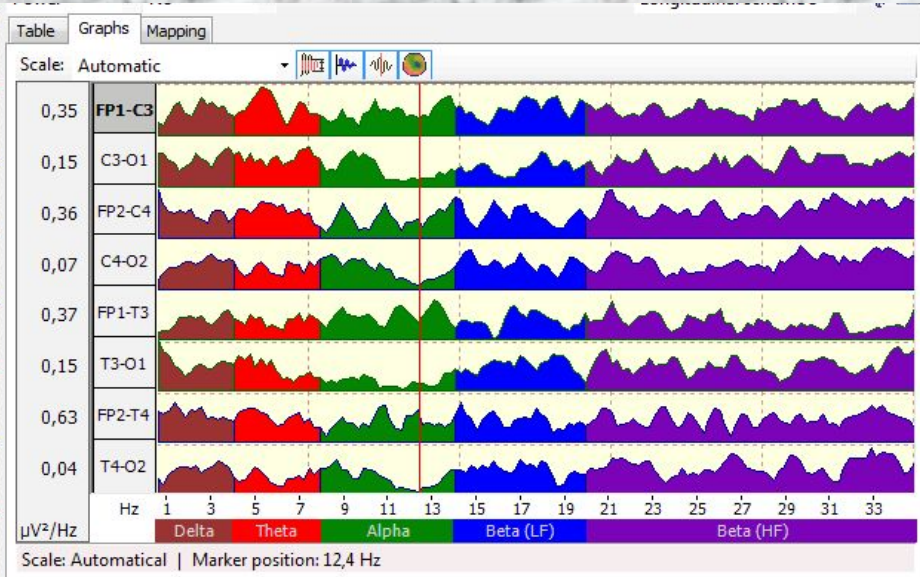 Table Graphs Mapping
Scale: Automatic
0,35 FP1-C3
0,15 C3-O1
0,36 FP2-C4
0,07 C4-O2
0,37 FP1-T3
0,15 T3-O1
0,63 FP2-T4
0,04 T4-O2
Hz 1 3 5 7 9 11 13 15 17 19 21 23 25 27 29 31 33
µV²/Hz Delta Theta Alpha Beta (LF) Beta (HF)
Scale: Automatical | Marker position: 12,4 Hz